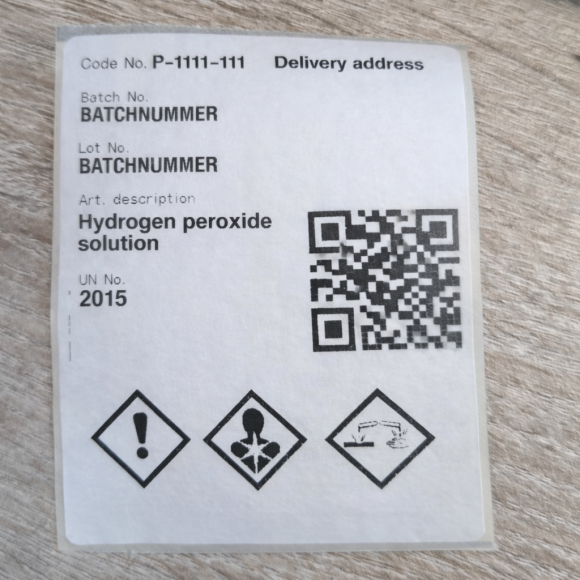 Code No. P-1111-111 Delivery address
Batch No.
BATCHNUMMER
Lot No.
BATCHNUMMER
Art. description
Hydrogen peroxide
solution
UN No.
2015